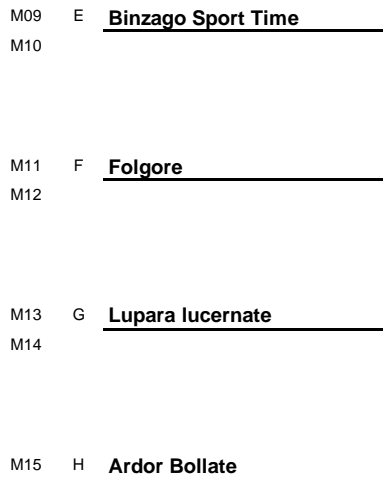 M09 E Binzago Sport Time
M10
M11 F Folgore
M12
M13 G Lupara lucernate
M14
M15 H Ardor Bollate